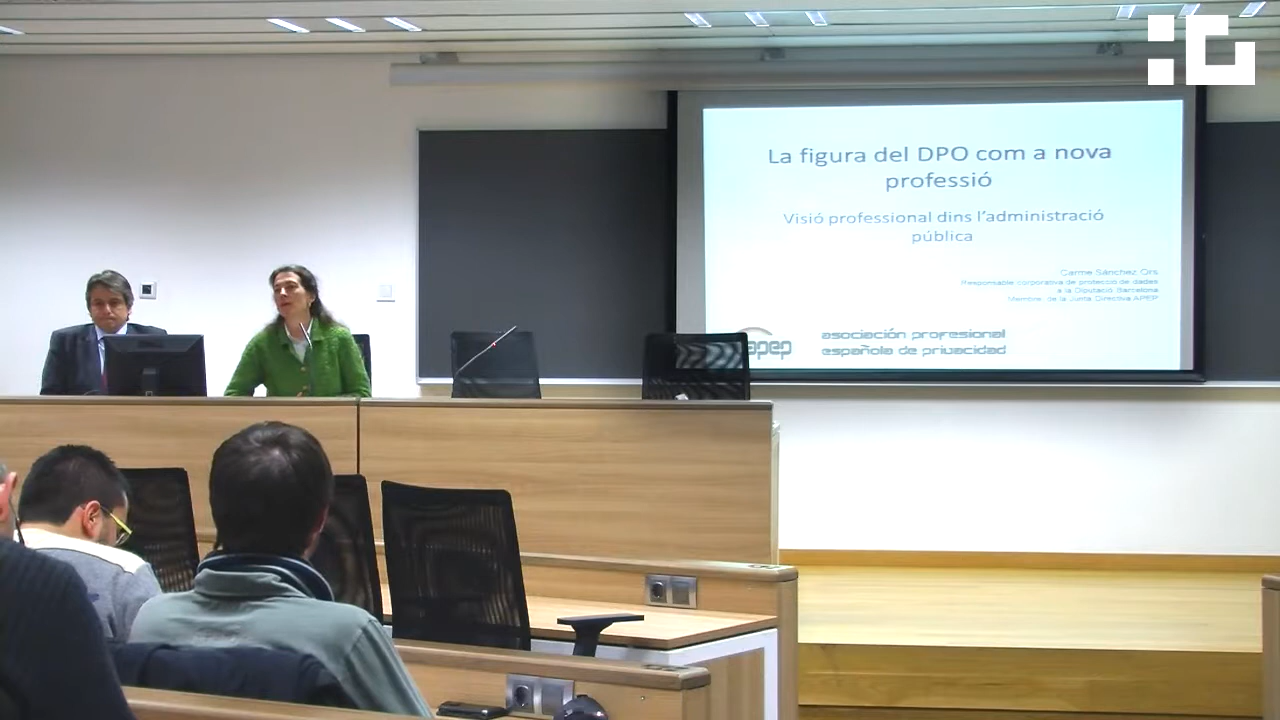 La figura del DPO com a nova
professió
Visió professional dins l'administració
pública
Carme Sánchez Ors
Responsable corporativa de protecció de dades
a la Diputació Barcelona
Membre de la Junta Directiva APEP
apep
asociación profesional
española de privacidad